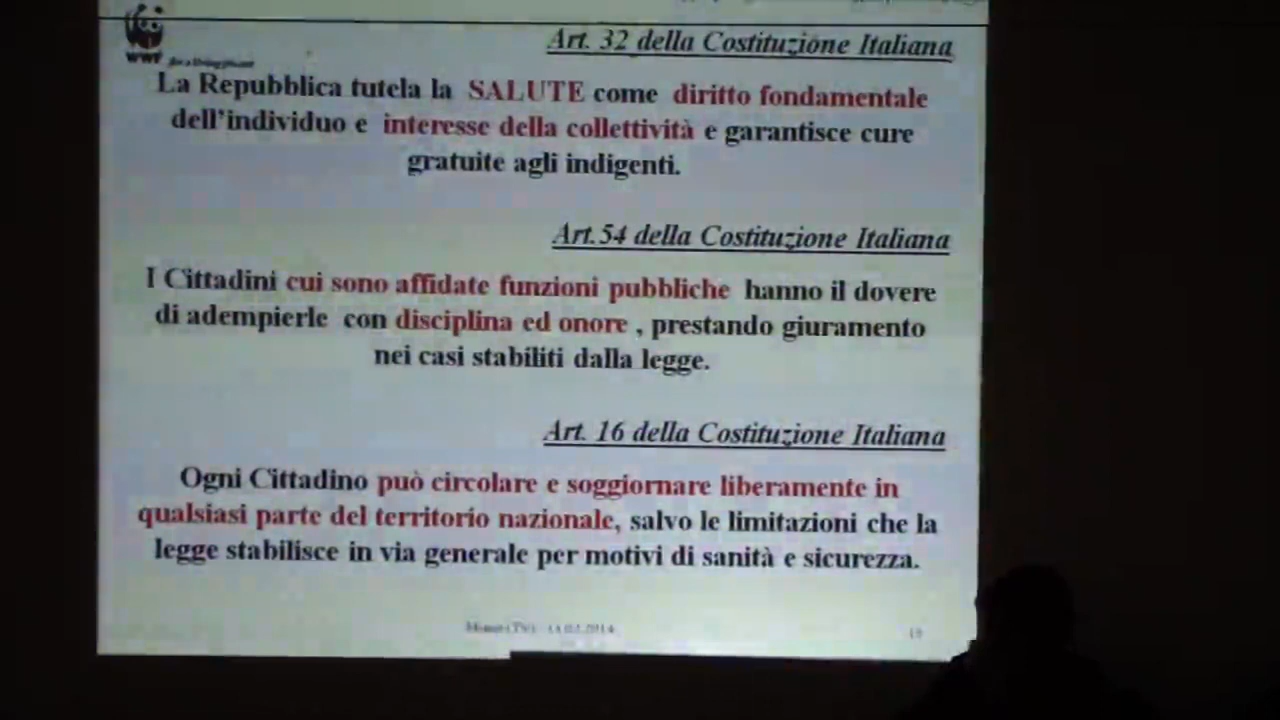 WWF for a living planet
Art. 32 della Costituzione Italiana
La Repubblica tutela la SALUTE come diritto fondamentale
dell'individuo e interesse della collettività e garantisce cure
gratuite agli indigenti.
Art.54 della Costituzione Italiana
I Cittadini cui sono affidate funzioni pubbliche hanno il dovere
di adempierle con disciplina ed onore , prestando giuramento
nei casi stabiliti dalla legge.
Art. 16 della Costituzione Italiana
Ogni Cittadino può circolare e soggiornare liberamente in
qualsiasi parte del territorio nazionale, salvo le limitazioni che la
legge stabilisce in via generale per motivi di sanità e sicurezza.